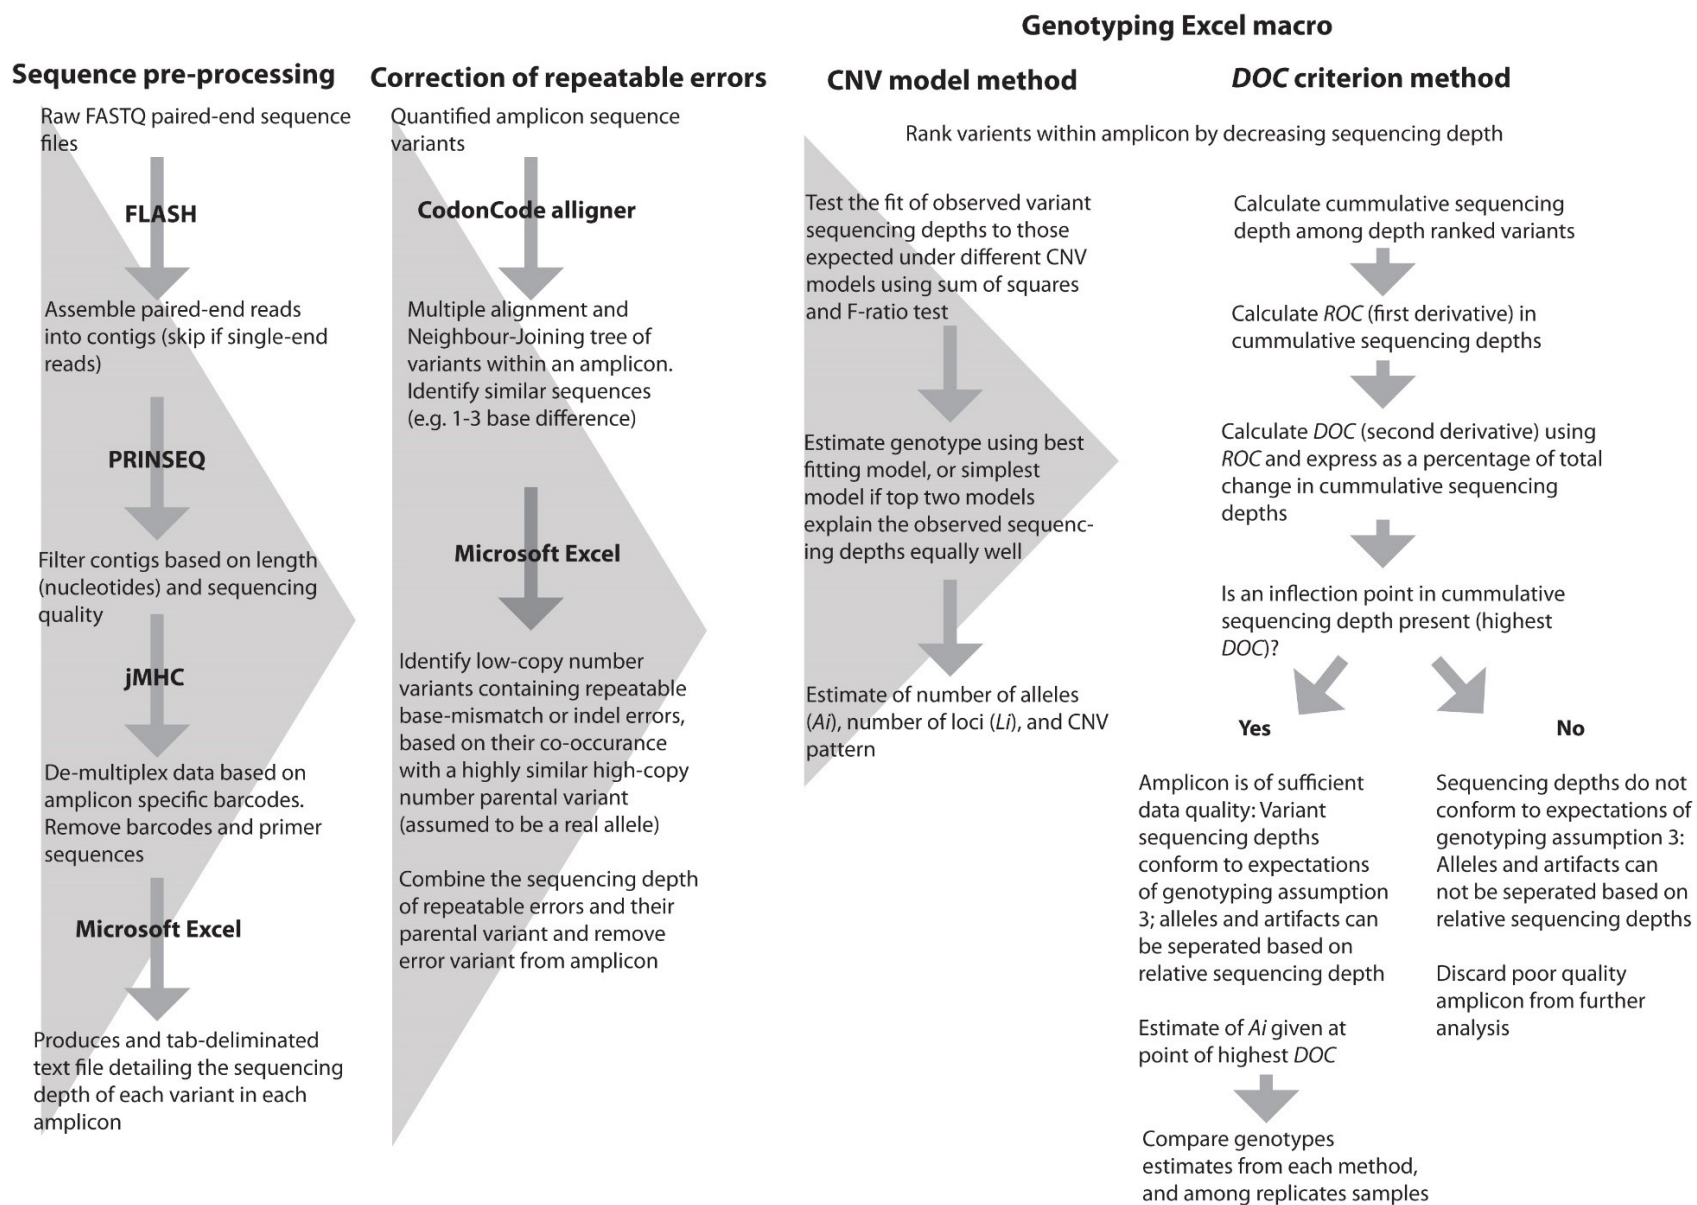 Genotyping Excel macro
Sequence pre-processing
Raw FASTQ paired-end sequence
files
FLASH
Assemble paired-end reads
into contigs (skip if single-end
reads)
PRINSEQ
Filter contigs based on length
(nucleotides) and sequencing
quality
jMHC
De-multiplex data based on
amplicon specific barcodes.
Remove barcodes and primer
sequences
Microsoft Excel
Produces and tab-deliminated
text file detailing the sequencing
depth of each variant in each
amplicon
Correction of repeatable errors
Quantified amplicon sequence
variants
CodonCode alligner
Multiple alignment and
Neighbour-Joining tree of
variants within an amplicon.
Identify similar sequences
(e.g. 1-3 base difference)
Microsoft Excel
Identify low-copy number
variants containing repeatable
base-mismatch or indel errors,
based on their co-occurance
with a highly similar high-copy
number parental variant
(assumed to be a real allele)
Combine the sequencing depth
of repeatable errors and their
parental variant and remove
error variant from amplicon
CNV model method
DOC criterion method
Rank varients within amplicon by decreasing sequencing depth
Test the fit of observed variant
sequencing depths to those
expected under different CNV
models using sum of squares
and F-ratio test
Estimate genotype using best
fitting model, or simplest
model if top two models
explain the observed sequenc-
ing depths equally well
Estimate of number of alleles
(Ai), number of loci (Li), and CNV
pattern
Calculate cummulative sequencing
depth among depth ranked variants
Calculate ROC (first derivative) in
cummulative sequencing depths
Calculate DOC (second derivative) using
ROC and express as a percentage of total
change in cummulative sequencing
depths
Is an inflection point in cummulative
sequencing depth present (highest
DOC)?
Yes
Amplicon is of sufficient
data quality: Variant
sequencing depths
conform to expectations
of genotyping assumption
3; alleles and artifacts can
be seperated based on
relative sequencing depth
Estimate of Ai given at
point of highest DOC
Compare genotypes
estimates from each method,
and among replicates samples
No
Sequencing depths do not
conform to expectations of
genotyping assumption 3:
Alleles and artifacts can
not be seperated based on
relative sequencing depths
Discard poor quality
amplicon from further
analysis